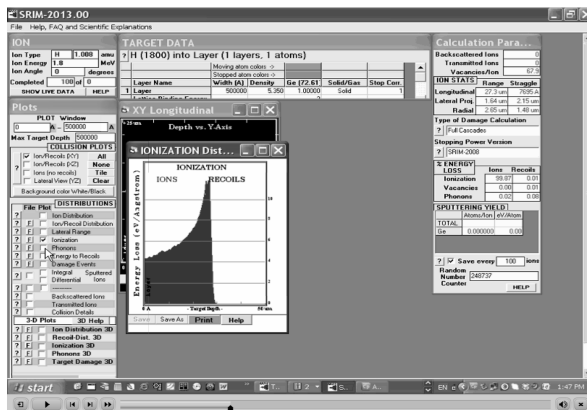 SRIM-2013.00
File Help, FAQ and Scientific Explanations
ION
Ion Type H 1.008 amu
Ion Energy 1.8 MeV
Ion Angle 0 degrees
Completed 100 of 0
SHOW LIVE DATA HELP
TARGET DATA
? H (1800) into Layer (1 layers, 1 atoms)
Moving atom colors ->
Stopped atom colors ->
Layer Name Width (A) Density Ge (72.61 Solid/Gas Stop Corr.
1 Layer 500000 5.350 1.00000 Solid 1
Lattice Binding Energy
Calculation Para...
Backscattered Ions 0
Transmitted Ions 0
Vacancies/Ion 67.9
ION STATS Range Straggle
Longitudinal 27.3 um 7695 A
Lateral Proj. 1.64 um 2.15 um
Radial 2.65 um 1.48 um
Type of Damage Calculation
? Full Cascades
Stopping Power Version
? SRIM-2008
% ENERGY LOSS Ions Recoils
Ionization 99.87 0.01
Vacancies 0.00 0.01
Phonons 0.02 0.08
SPUTTERING YIELD
Atoms/Ion eV/Atom
TOTAL
Ge 0.000000 0.00
? Save every 100 ions
Random Number Counter 248737
HELP
Plots
PLOT Window
0 A - 500000 A
Max Target Depth 500000
COLLISION PLOTS
Ion/Recoils (XY) All
Ion/Recoils (XZ) None
Ions (no recoils) Tile
Lateral View (YZ) Clear
Background color White/Black
DISTRIBUTIONS
File Plot
? Ion Distribution
? F Ion/Recoil Distribution
? F Lateral Range
? F Ionization
? F Phonons
? F Energy to Recoils
? F Damage Events
? Integral Sputtered
Differential Ions
? --------
? Backscattered Ions
? Transmitted Ions
? Collision Details
3-D Plots 3D Help
? F Ion Distribution 3D
? F Recoil-Dist. 3D
? F Ionization 3D
? F Phonons 3D
? F Target Damage 3D
XY Longitudinal
Depth vs. Y-Axis
IONIZATION Dist...
IONIZATION
IONS RECOILS
Energy Loss (eV/Angstrom)
0 A - Target Depth - 50 um
Save Save As Print Help
start
EN
1:47 PM